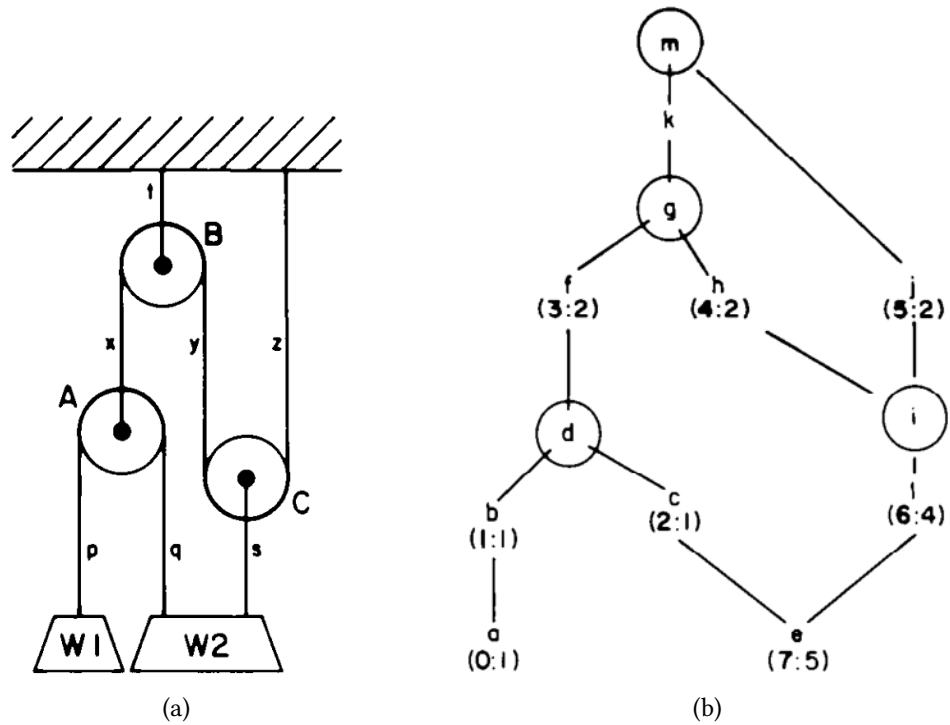 t
B
x
y
z
A
C
p
q
s
W1
W2
(a)
m
k
g
f
(3:2)
h
(4:2)
j
(5:2)
d
i
b
(1:1)
c
(2:1)
l
(6:4)
a
(0:1)
e
(7:5)
(b)